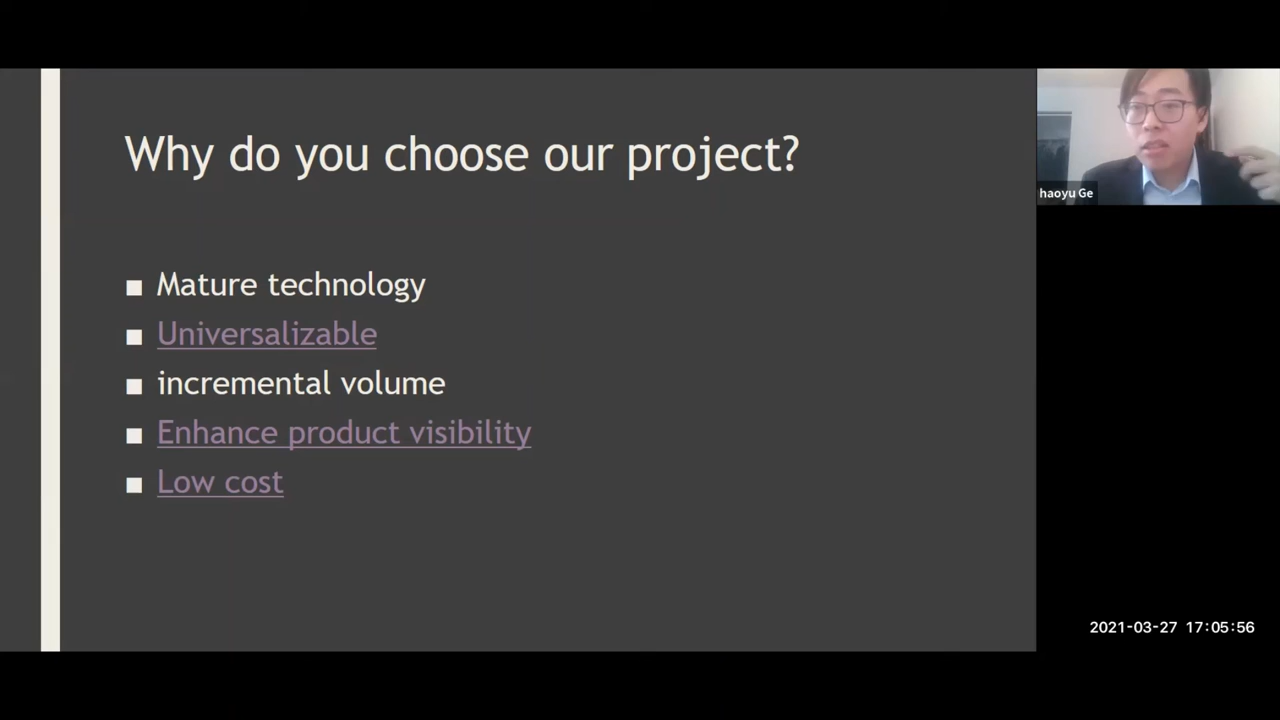 Why do you choose our project?
■ Mature technology
■ Universalizable
■ incremental volume
■ Enhance product visibility
■ Low cost
haoyu Ge
2021-03-27 17:05:56